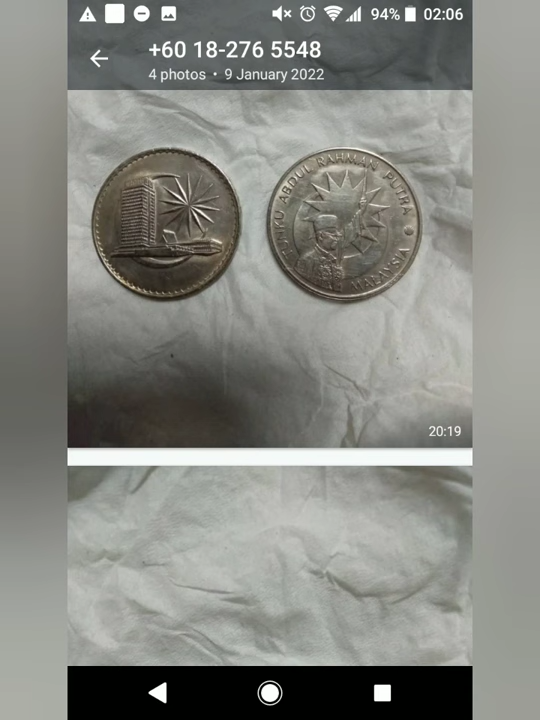 94% 02:06
+60 18-276 5548
4 photos • 9 January 2022
TUNKU ABDUL RAHMAN PUTRA
MALAYSIA
20:19